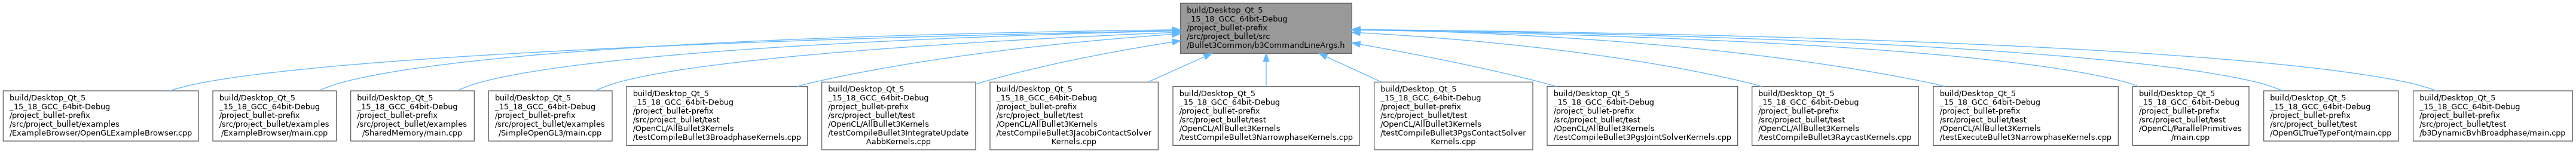 build/Desktop_Qt_5
_15_18_GCC_64bit-Debug
/project_bullet-prefix
/src/project_bullet/src
/Bullet3Common/b3CommandLineArgs.h
build/Desktop_Qt_5
_15_18_GCC_64bit-Debug
/project_bullet-prefix
/src/project_bullet/examples
/ExampleBrowser/OpenGLExampleBrowser.cpp
build/Desktop_Qt_5
_15_18_GCC_64bit-Debug
/project_bullet-prefix
/src/project_bullet/examples
/ExampleBrowser/main.cpp
build/Desktop_Qt_5
_15_18_GCC_64bit-Debug
/project_bullet-prefix
/src/project_bullet/examples
/SharedMemory/main.cpp
build/Desktop_Qt_5
_15_18_GCC_64bit-Debug
/project_bullet-prefix
/src/project_bullet/examples
/SimpleOpenGL3/main.cpp
build/Desktop_Qt_5
_15_18_GCC_64bit-Debug
/project_bullet-prefix
/src/project_bullet/test
/OpenCL/AllBullet3Kernels
/testCompileBullet3BroadphaseKernels.cpp
build/Desktop_Qt_5
_15_18_GCC_64bit-Debug
/project_bullet-prefix
/src/project_bullet/test
/OpenCL/AllBullet3Kernels
/testCompileBullet3IntegrateUpdate
AabbKernels.cpp
build/Desktop_Qt_5
_15_18_GCC_64bit-Debug
/project_bullet-prefix
/src/project_bullet/test
/OpenCL/AllBullet3Kernels
/testCompileBullet3JacobiContactSolver
Kernels.cpp
build/Desktop_Qt_5
_15_18_GCC_64bit-Debug
/project_bullet-prefix
/src/project_bullet/test
/OpenCL/AllBullet3Kernels
/testCompileBullet3NarrowphaseKernels.cpp
build/Desktop_Qt_5
_15_18_GCC_64bit-Debug
/project_bullet-prefix
/src/project_bullet/test
/OpenCL/AllBullet3Kernels
/testCompileBullet3PgsContactSolver
Kernels.cpp
build/Desktop_Qt_5
_15_18_GCC_64bit-Debug
/project_bullet-prefix
/src/project_bullet/test
/OpenCL/AllBullet3Kernels
/testCompileBullet3PgsJointSolverKernels.cpp
build/Desktop_Qt_5
_15_18_GCC_64bit-Debug
/project_bullet-prefix
/src/project_bullet/test
/OpenCL/AllBullet3Kernels
/testCompileBullet3RaycastKernels.cpp
build/Desktop_Qt_5
_15_18_GCC_64bit-Debug
/project_bullet-prefix
/src/project_bullet/test
/OpenCL/AllBullet3Kernels
/testExecuteBullet3NarrowphaseKernels.cpp
build/Desktop_Qt_5
_15_18_GCC_64bit-Debug
/project_bullet-prefix
/src/project_bullet/test
/OpenCL/ParallelPrimitives
/main.cpp
build/Desktop_Qt_5
_15_18_GCC_64bit-Debug
/project_bullet-prefix
/src/project_bullet/test
/OpenGLTrueTypeFont/main.cpp
build/Desktop_Qt_5
_15_18_GCC_64bit-Debug
/project_bullet-prefix
/src/project_bullet/test
/b3DynamicBvhBroadphase/main.cpp